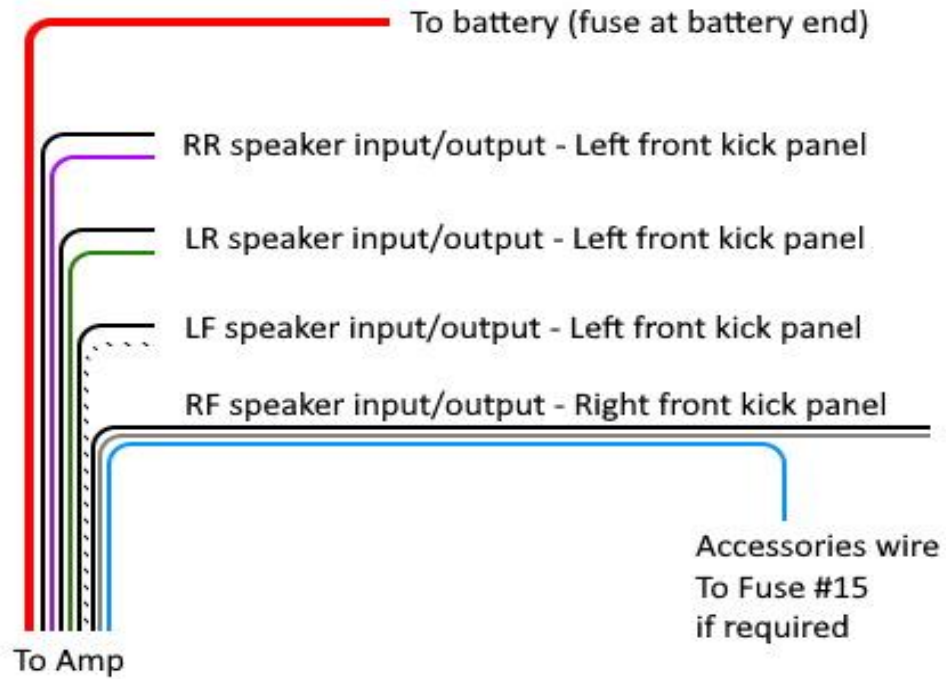 To battery (fuse at battery end)
RR speaker input/output - Left front kick panel
LR speaker input/output - Left front kick panel
LF speaker input/output - Left front kick panel
RF speaker input/output - Right front kick panel
Accessories wire
To Fuse #15
if required
To Amp